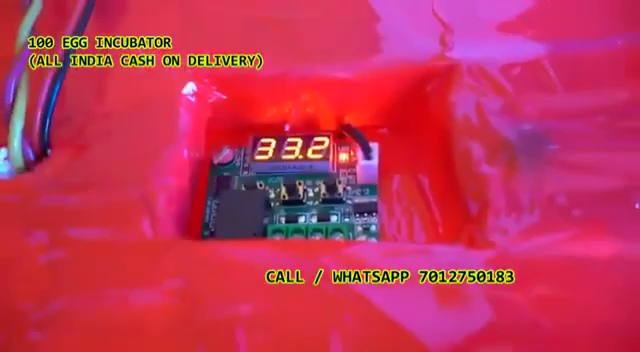 100 EGG INCUBATOR
(ALL INDIA CASH ON DELIVERY)
33.2
CALL / WHATSAPP 7012750183